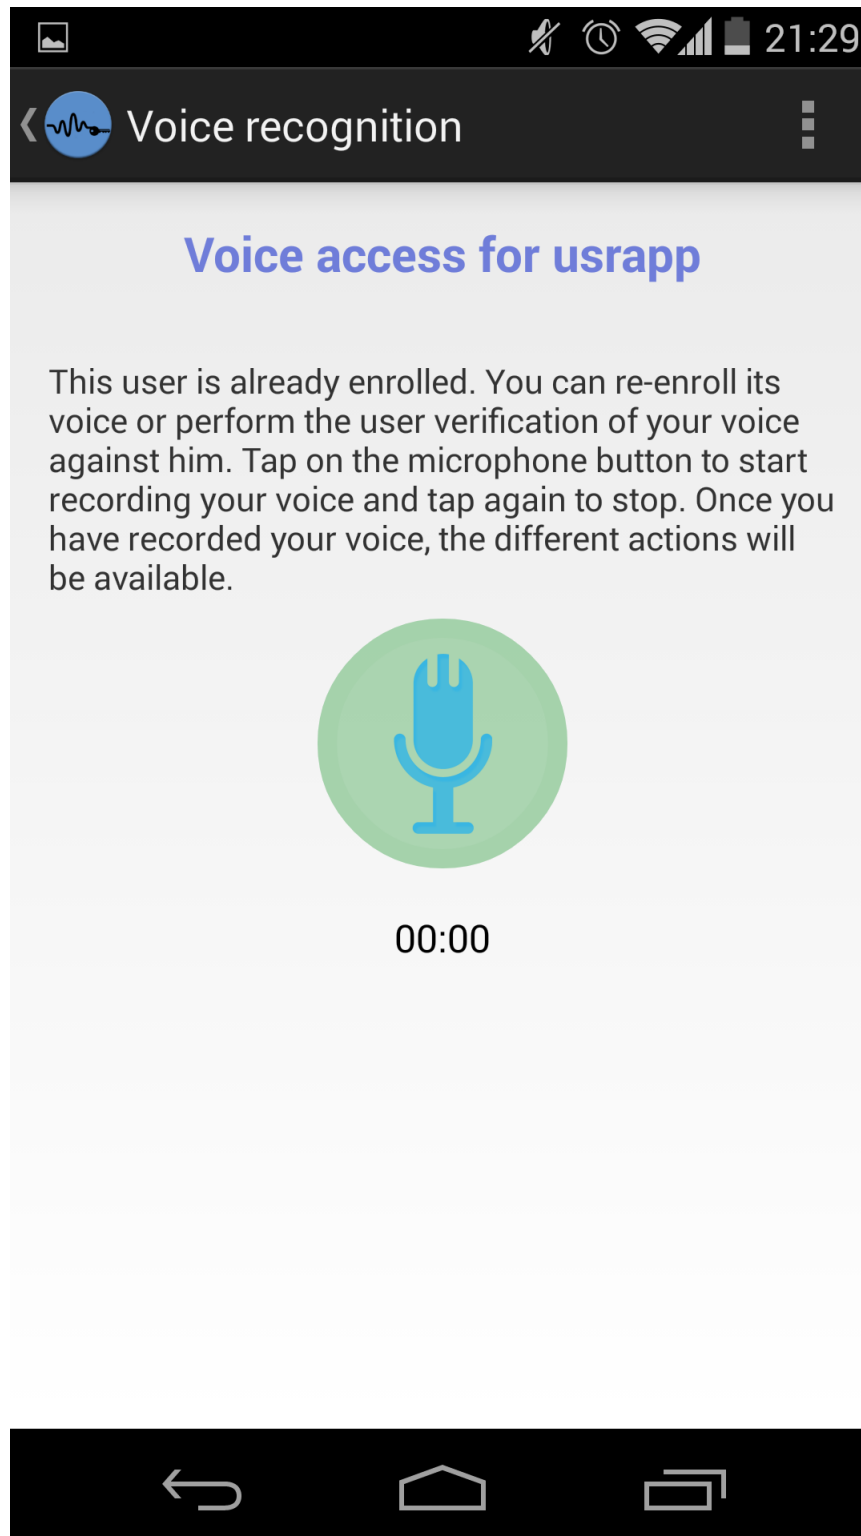 21:29
Voice recognition
Voice access for usrapp
This user is already enrolled. You can re-enroll its
voice or perform the user verification of your voice
against him. Tap on the microphone button to start
recording your voice and tap again to stop. Once you
have recorded your voice, the different actions will
be available.
00:00